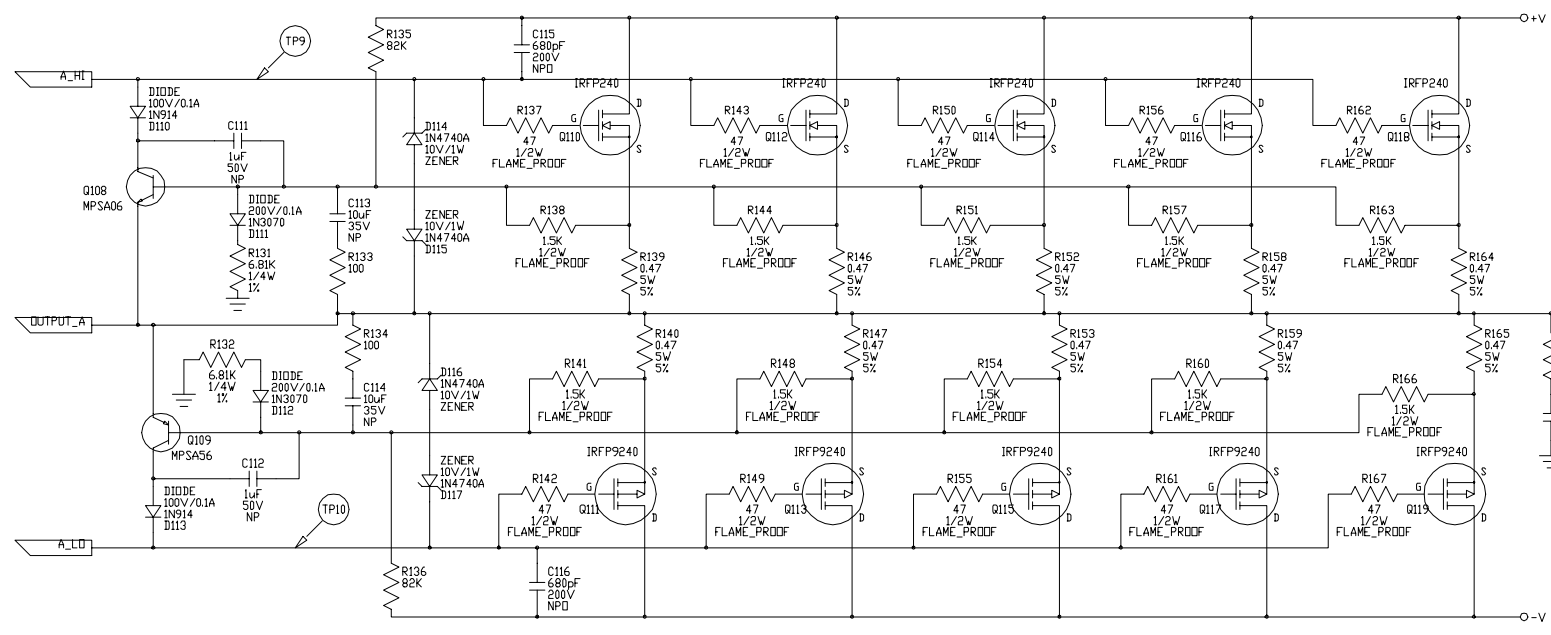 +V
TP9
R135
82K
C115
680pF
200V
NPO
A_HI
DIODE
100V/0.1A
1N914
D110
C111
1uF
50V
NP
Q108
MPSA06
DIODE
200V/0.1A
1N3070
D111
R131
6.81K
1/4W
1%
C113
10uF
35V
NP
R133
100
D114
1N4740A
10V/1W
ZENER
ZENER
10V/1W
1N4740A
D115
IRFP240
R137
47
1/2W
FLAME_PROOF
G
Q110
D
S
R138
1.5K
1/2W
FLAME_PROOF
R139
0.47
5W
5%
IRFP240
R143
47
1/2W
FLAME_PROOF
G
Q112
D
S
R144
1.5K
1/2W
FLAME_PROOF
R146
0.47
5W
5%
IRFP240
R150
47
1/2W
FLAME_PROOF
G
Q114
D
S
R151
1.5K
1/2W
FLAME_PROOF
R152
0.47
5W
5%
IRFP240
R156
47
1/2W
FLAME_PROOF
G
Q116
D
S
R157
1.5K
1/2W
FLAME_PROOF
R158
0.47
5W
5%
IRFP240
R162
47
1/2W
FLAME_PROOF
G
Q118
D
S
R163
1.5K
1/2W
FLAME_PROOF
R164
0.47
5W
5%
OUTPUT_A
R132
6.81K
1/4W
1%
DIODE
200V/0.1A
1N3070
D112
R134
100
C114
10uF
35V
NP
D116
1N4740A
10V/1W
ZENER
ZENER
10V/1W
1N4740A
D117
Q109
MPSA56
C112
1uF
50V
NP
DIODE
100V/0.1A
1N914
D113
TP10
A_LO
R136
82K
C116
680pF
200V
NPO
R140
0.47
5W
5%
R141
1.5K
1/2W
FLAME_PROOF
IRFP9240
R142
47
1/2W
FLAME_PROOF
G
Q111
S
D
R147
0.47
5W
5%
R148
1.5K
1/2W
FLAME_PROOF
IRFP9240
R149
47
1/2W
FLAME_PROOF
G
Q113
S
D
R153
0.47
5W
5%
R154
1.5K
1/2W
FLAME_PROOF
IRFP9240
R155
47
1/2W
FLAME_PROOF
G
Q115
S
D
R159
0.47
5W
5%
R160
1.5K
1/2W
FLAME_PROOF
IRFP9240
R161
47
1/2W
FLAME_PROOF
G
Q117
S
D
R165
0.47
5W
5%
R166
1.5K
1/2W
FLAME_PROOF
IRFP9240
R167
47
1/2W
FLAME_PROOF
G
Q119
S
D
-V